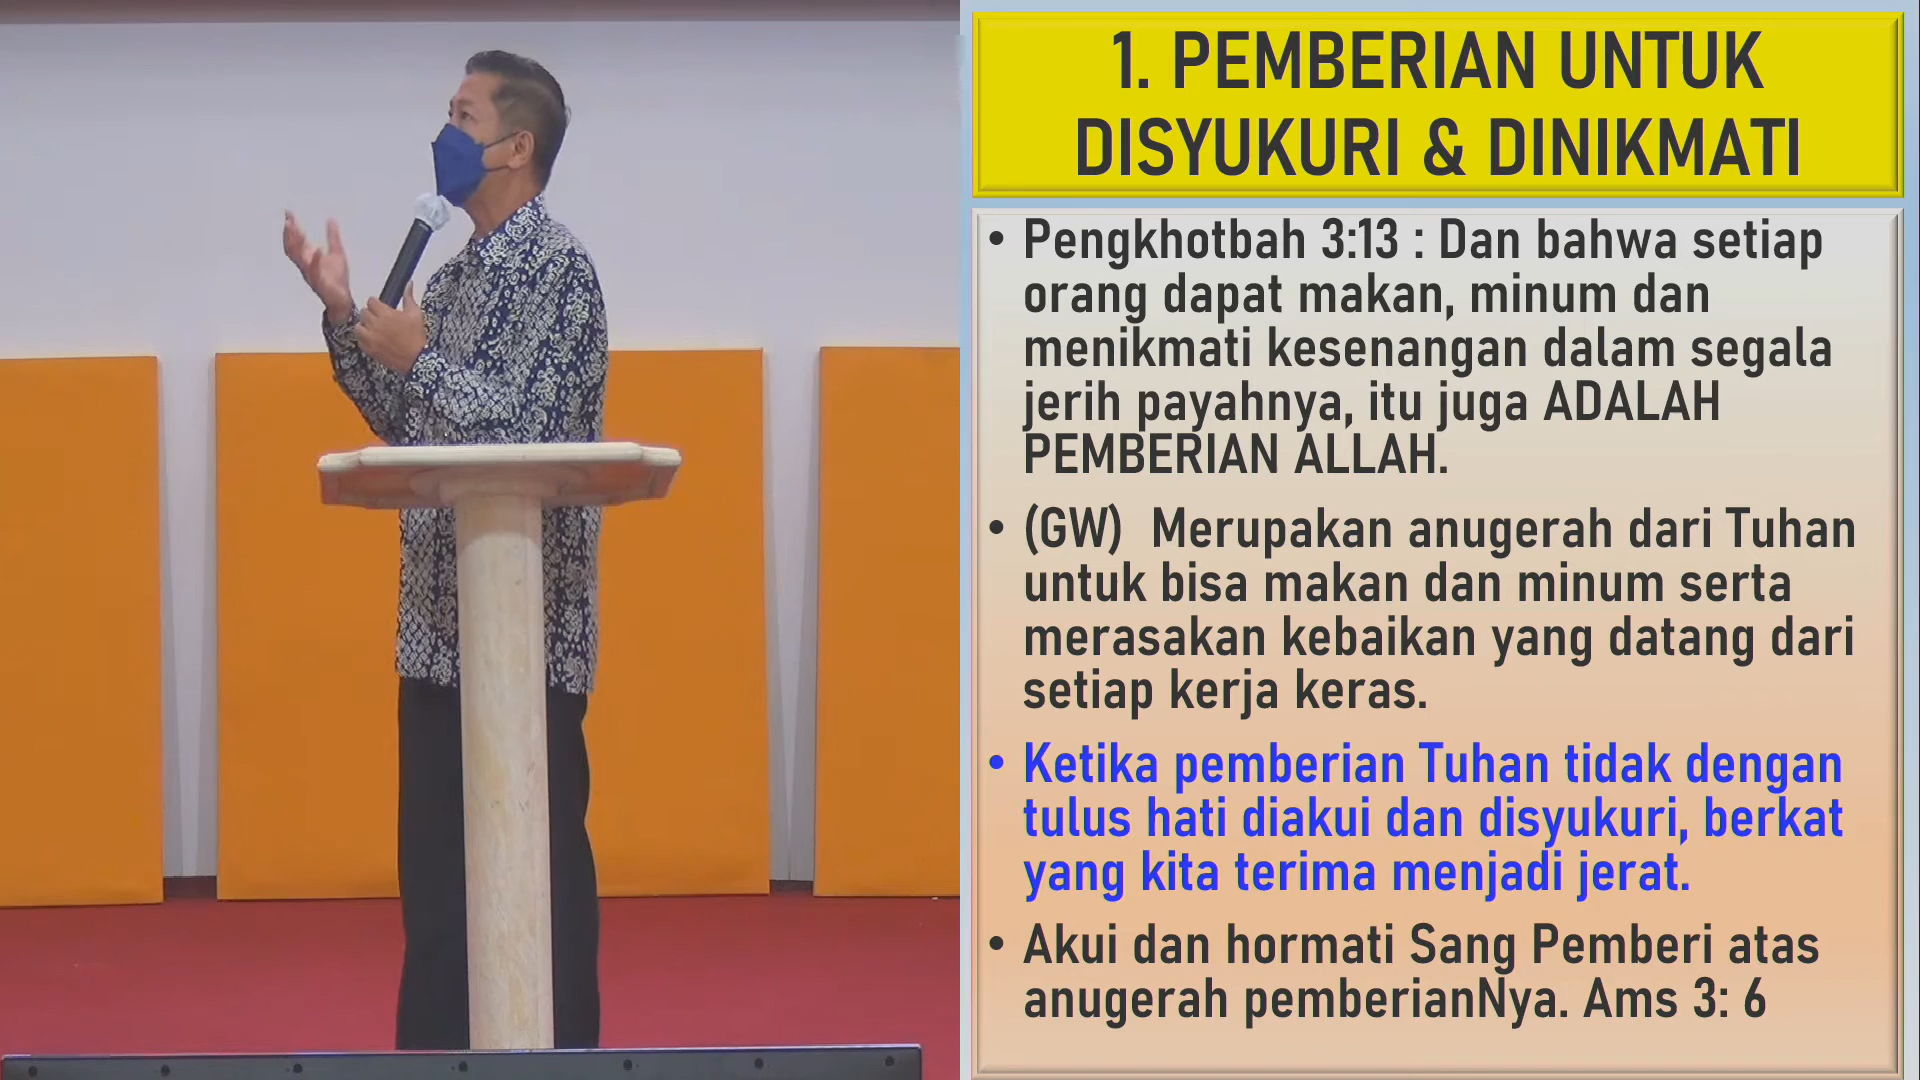 1. PEMBERIAN UNTUK
DISYUKURI & DINIKMATI
• Pengkhotbah 3:13 : Dan bahwa setiap
orang dapat makan, minum dan
menikmati kesenangan dalam segala
jerih payahnya, itu juga ADALAH
PEMBERIAN ALLAH.
• (GW) Merupakan anugerah dari Tuhan
untuk bisa makan dan minum serta
merasakan kebaikan yang datang dari
setiap kerja keras.
• Ketika pemberian Tuhan tidak dengan
tulus hati diakui dan disyukuri, berkat
yang kita terima menjadi jerat.
• Akui dan hormati Sang Pemberi atas
anugerah pemberianNya. Ams 3: 6